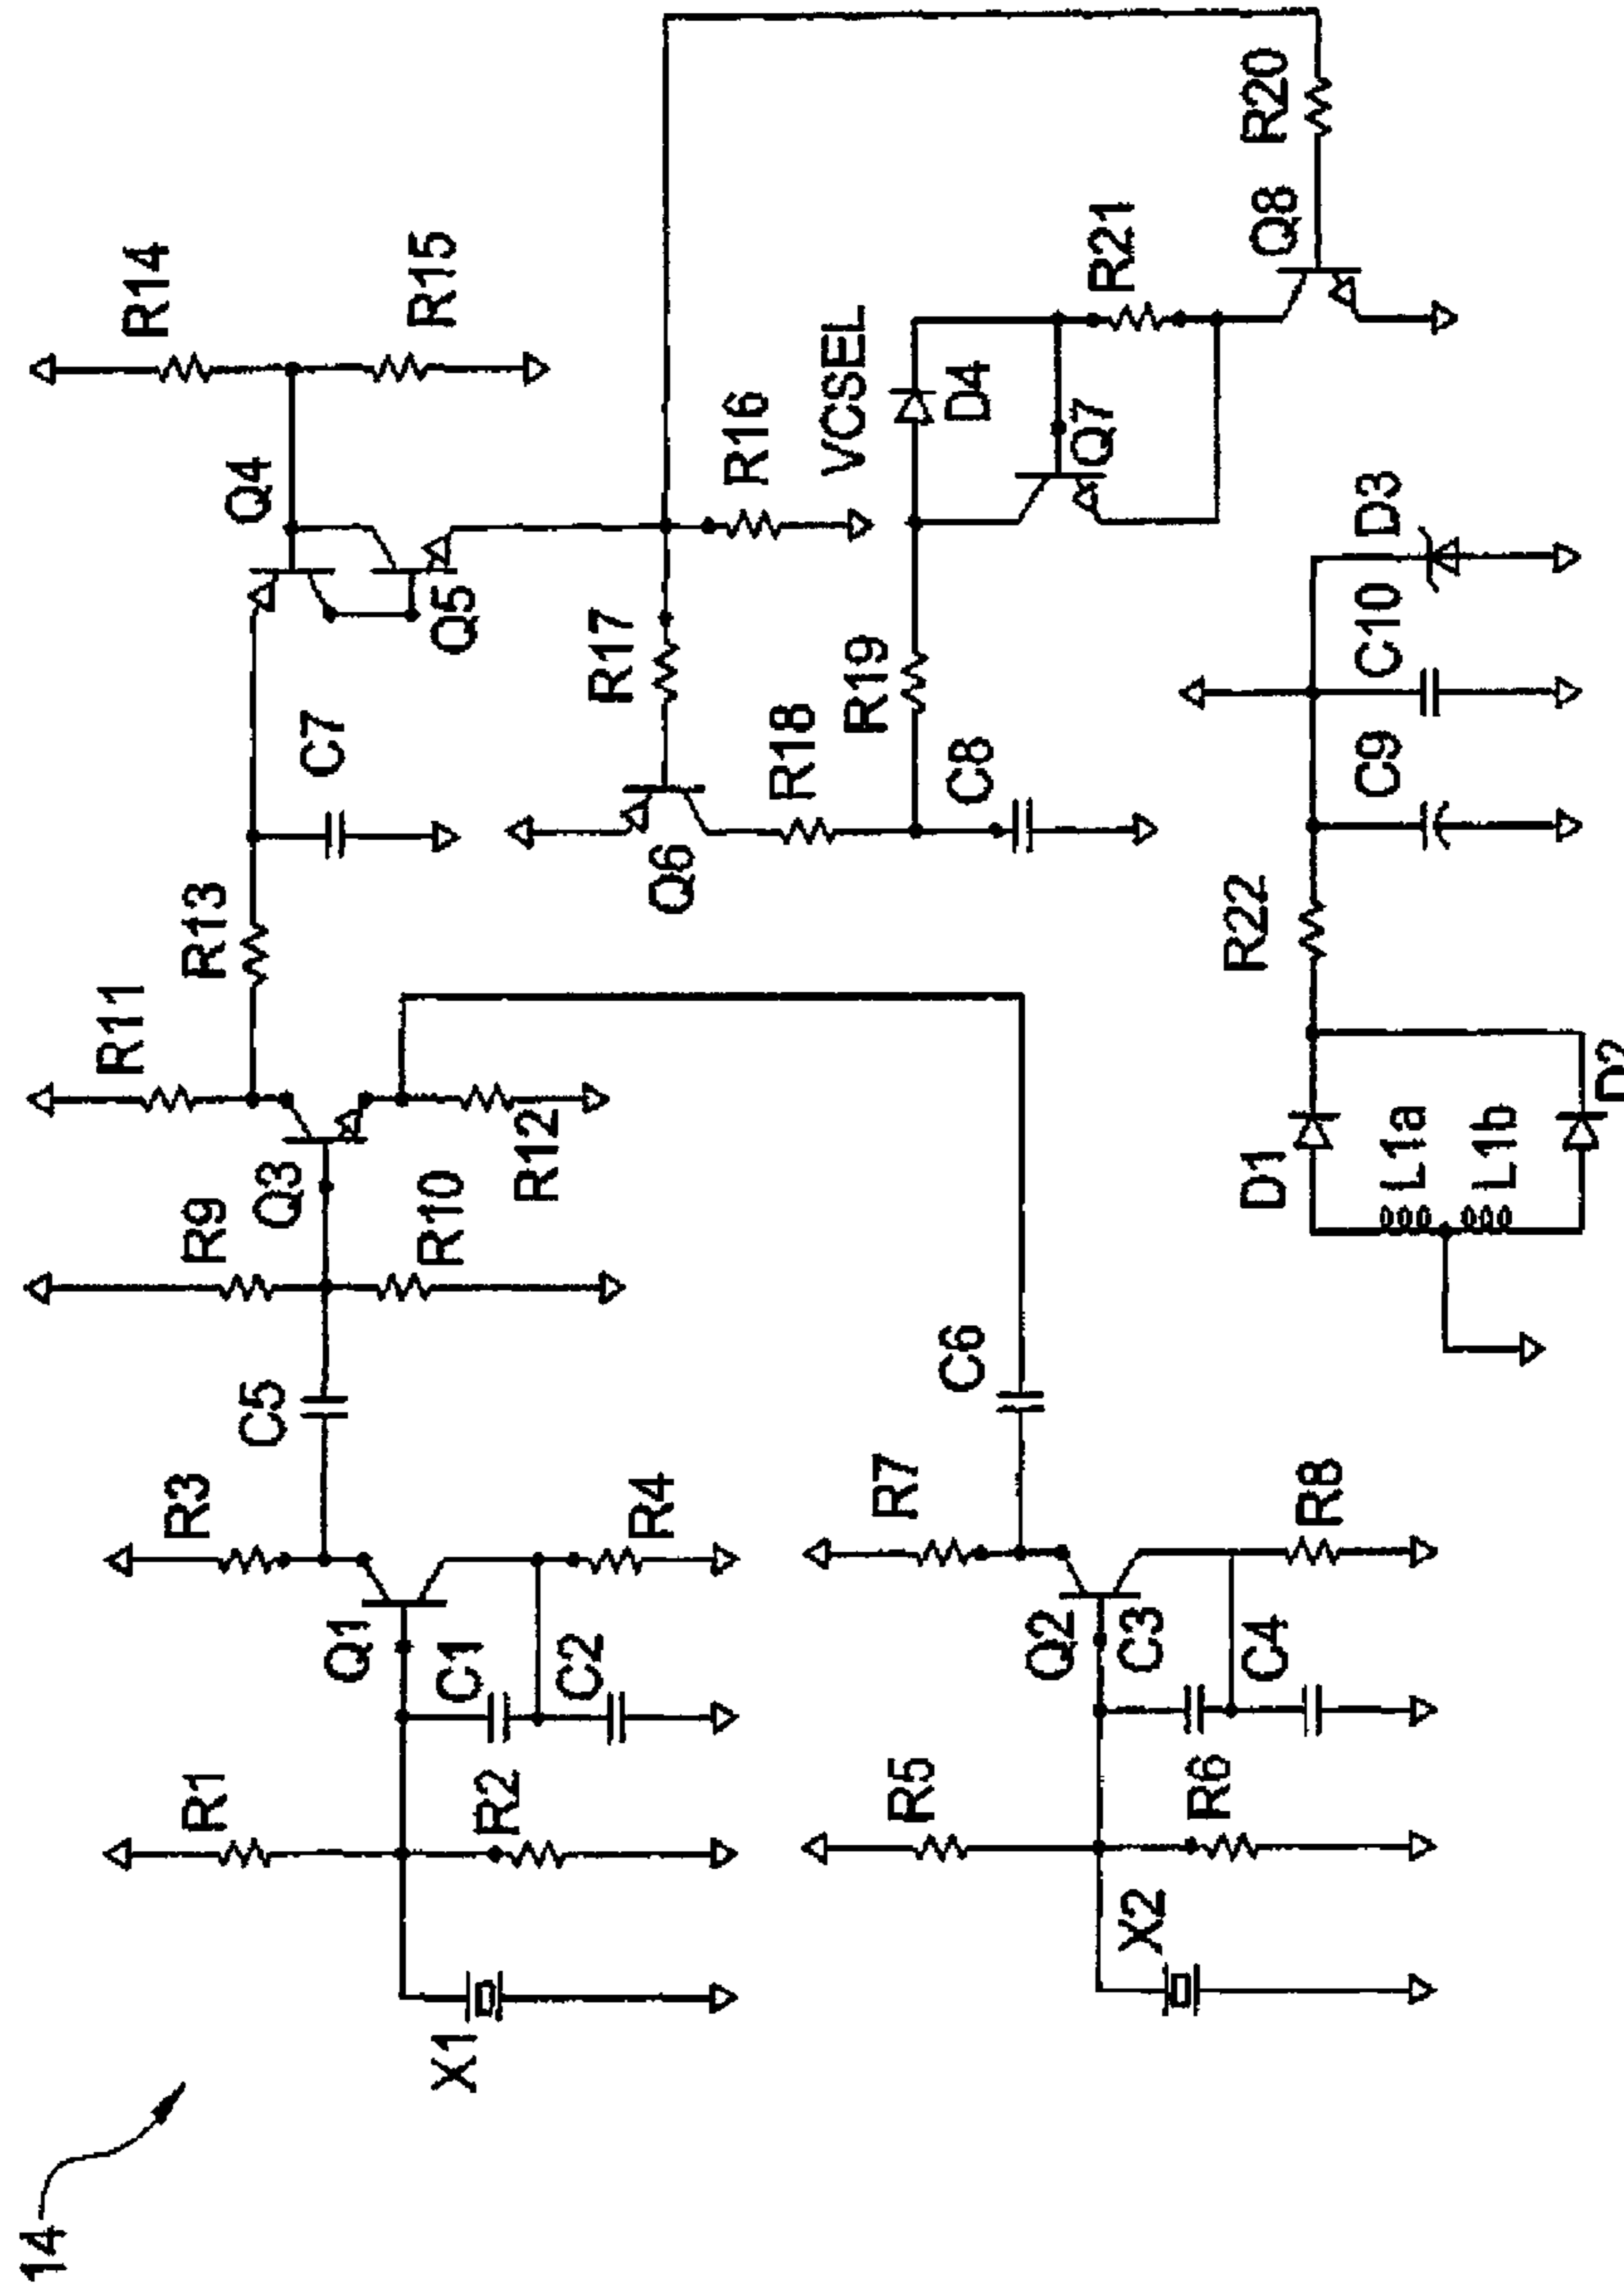 14
X1
R1
R2
Q1
C1
C2
R3
R4
C5
R9
R10
Q3
R11
R12
R13
C7
Q4
Q5
R14
R15
R16
R17
Q6
R18
C8
R19
VCSEL
D4
Q7
R21
Q8
R20
X2
R5
R6
Q2
C3
C4
R7
R8
C6
D1
L1a
L1b
D2
R22
C9
C10
D3